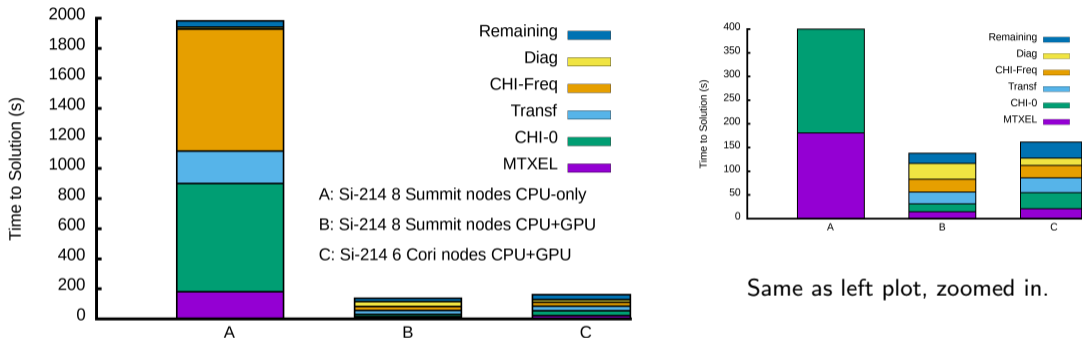 2000
1800
1600
1400
1200
1000
800
600
400
200
0
Time to Solution (s)
Remaining
Diag
CHI-Freq
Transf
CHI-0
MTXEL
A: Si-214 8 Summit nodes CPU-only
B: Si-214 8 Summit nodes CPU+GPU
C: Si-214 6 Cori nodes CPU+GPU
A B C
400
350
300
250
200
150
100
50
0
Time to Solution (s)
Remaining
Diag
CHI-Freq
Transf
CHI-0
MTXEL
A B C
Same as left plot, zoomed in.